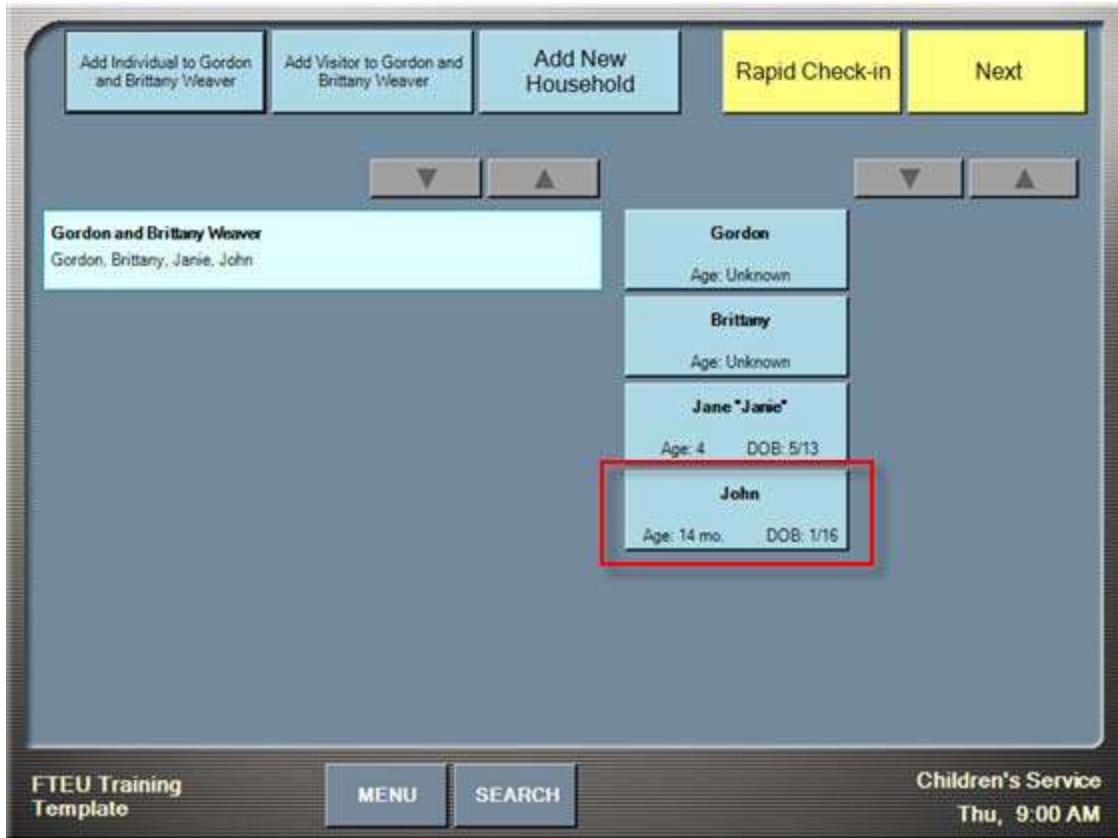 Add Individual to Gordon
and Brittany Weaver
Add Visitor to Gordon and
Brittany Weaver
Add New
Household
Rapid Check-in
Next
Gordon and Brittany Weaver
Gordon, Brittany, Janie, John
Gordon
Age: Unknown
Brittany
Age: Unknown
Jane "Janie"
Age: 4 DOB: 5/13
John
Age: 14 mo. DOB: 1/16
FTEU Training
Template
MENU
SEARCH
Children's Service
Thu, 9:00 AM